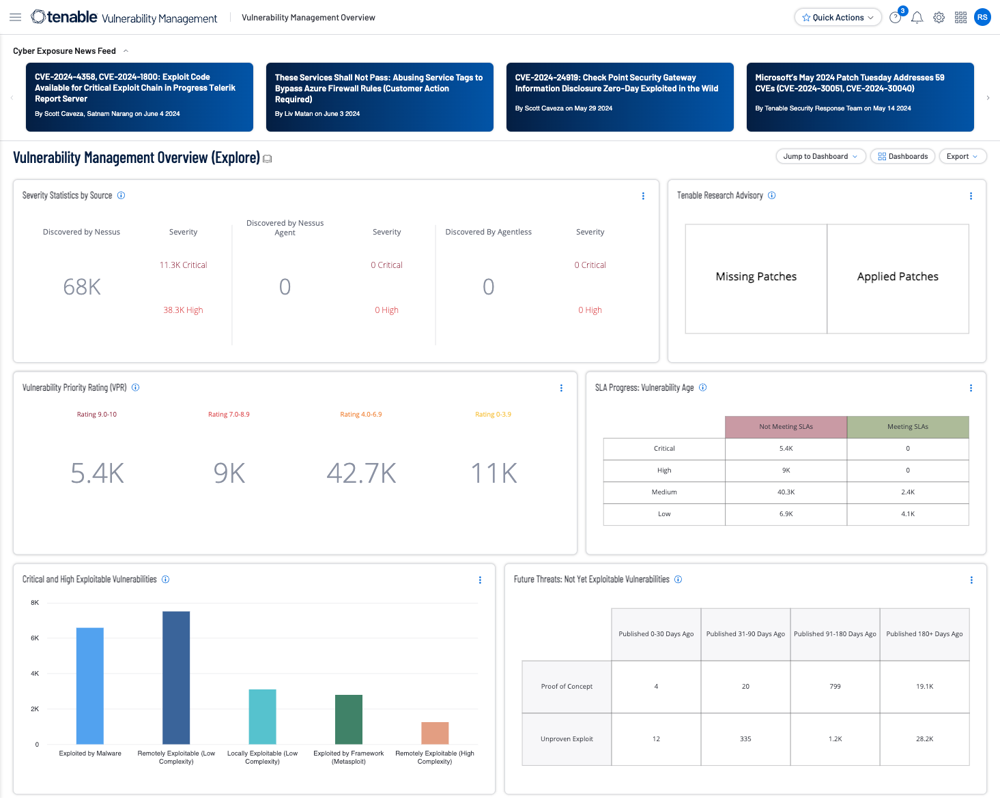 tenable Vulnerability Management
Vulnerability Management Overview
Quick Actions
3
RS
Cyber Exposure News Feed
CVE-2024-4358, CVE-2024-1800: Exploit Code
Available for Critical Exploit Chain in Progress Telerik
Report Server
By Scott Caveza, Satnam Narang on June 4 2024
These Services Shall Not Pass: Abusing Service Tags to
Bypass Azure Firewall Rules (Customer Action
Required)
By Liv Matan on June 3 2024
CVE-2024-24919: Check Point Security Gateway
Information Disclosure Zero-Day Exploited in the Wild
By Scott Caveza on May 29 2024
Microsoft's May 2024 Patch Tuesday Addresses 59
CVEs (CVE-2024-30051, CVE-2024-30040)
By Tenable Security Response Team on May 14 2024
Vulnerability Management Overview (Explore)
Jump to Dashboard
Dashboards
Export
Severity Statistics by Source
Discovered by Nessus
68K
Severity
11.3K Critical
38.3K High
Discovered by Nessus
Agent
0
Severity
0 Critical
0 High
Discovered By Agentless
0
Severity
0 Critical
0 High
Tenable Research Advisory
Missing Patches
Applied Patches
Vulnerability Priority Rating (VPR)
Rating 9.0-10
Rating 7.0-8.9
Rating 4.0-6.9
Rating 0-3.9
5.4K
9K
42.7K
11K
SLA Progress: Vulnerability Age
Not Meeting SLAs
Meeting SLAs
Critical
5.4K
0
High
9K
0
Medium
40.3K
2.4K
Low
6.9K
4.1K
Critical and High Exploitable Vulnerabilities
8K
6K
4K
2K
0
Exploited by Malware
Remotely Exploitable (Low
Complexity)
Locally Exploitable (Low
Complexity)
Exploited by Framework
(Metasploit)
Remotely Exploitable (High
Complexity)
Future Threats: Not Yet Exploitable Vulnerabilities
Published 0-30 Days Ago
Published 31-90 Days Ago
Published 91-180 Days Ago
Published 180+ Days Ago
Proof of Concept
4
20
799
19.1K
Unproven Exploit
12
335
1.2K
28.2K